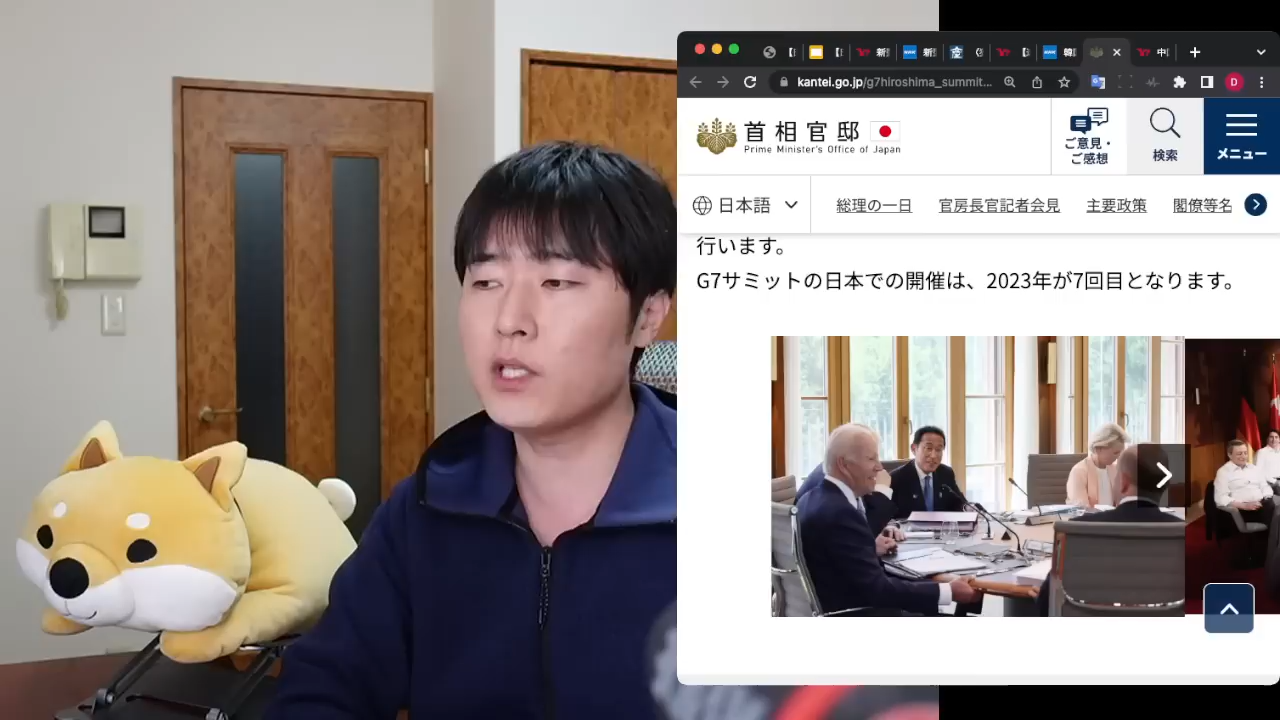 kantei.go.jp/g7hiroshima_summit...
D
首相官邸
Prime Minister's Office of Japan
ご意見・
ご感想
検索
メニュー
日本語
総理の一日
官房長官記者会見
主要政策
閣僚等名
行います。
G7サミットの日本での開催は、2023年が7回目となります。